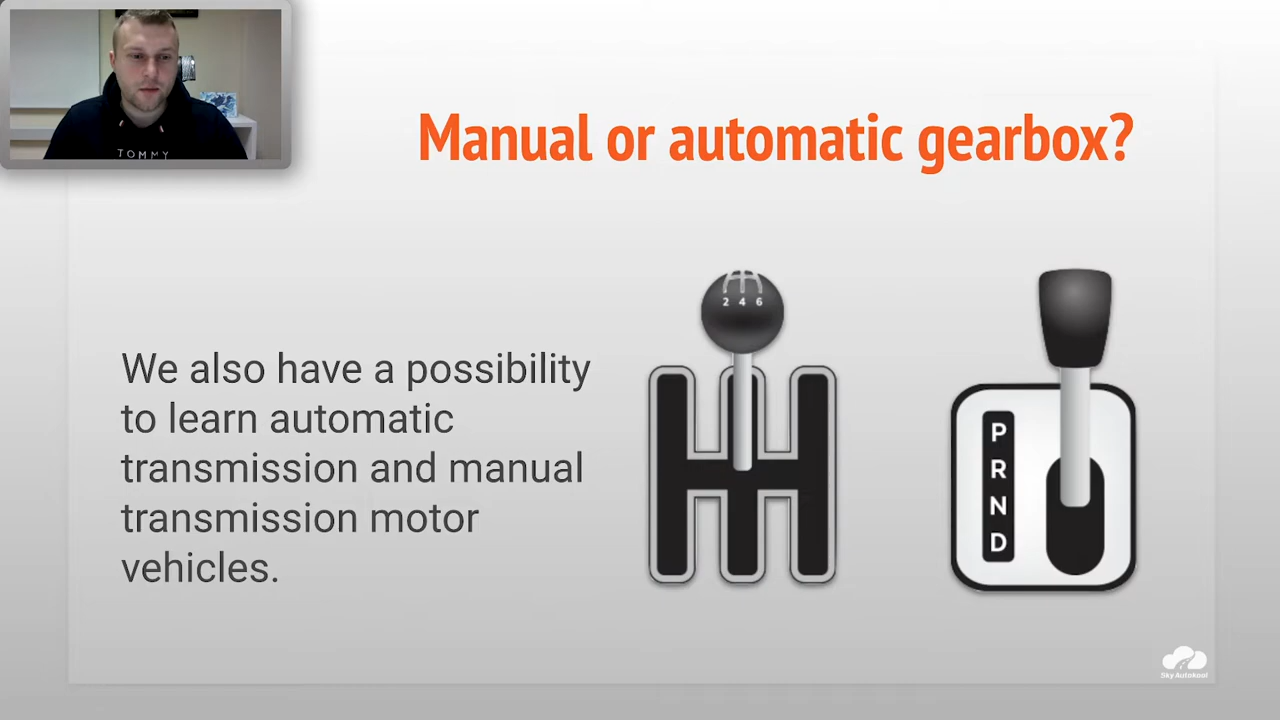 TOMMY
Manual or automatic gearbox?
We also have a possibility
to learn automatic
transmission and manual
transmission motor
vehicles.
2 4 6
P
R
N
D
Sky Autokool